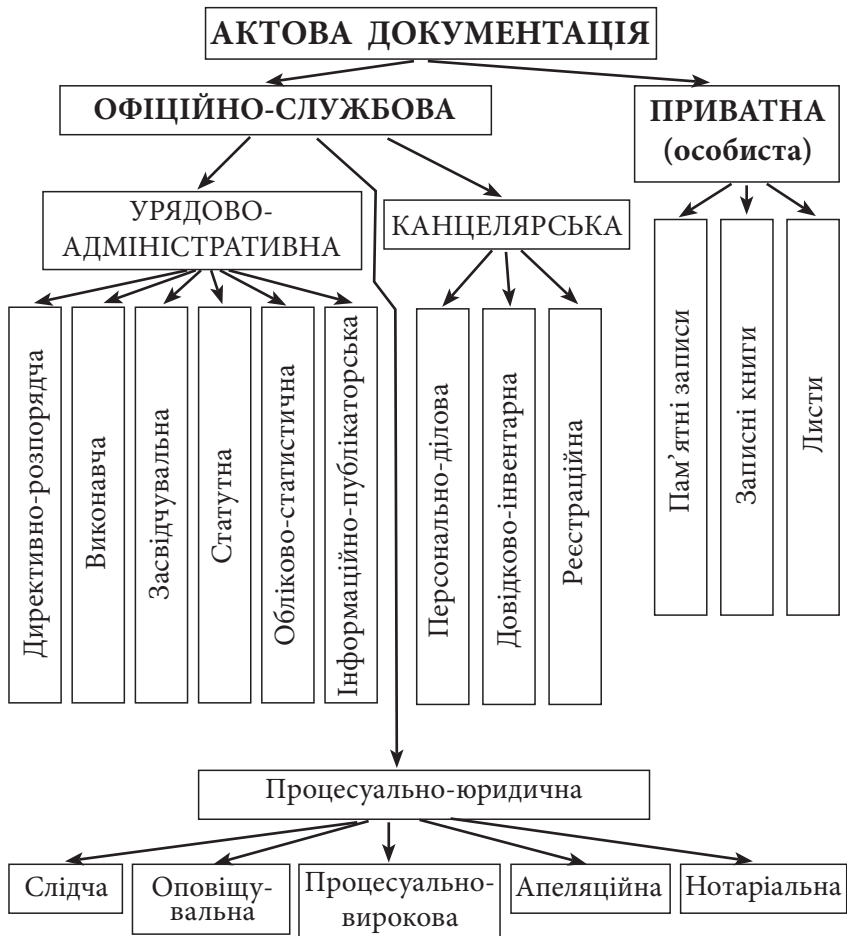 АКТОВА ДОКУМЕНТАЦІЯ
ОФІЦІЙНО-СЛУЖБОВА
ПРИВАТНА
(особиста)
УРЯДОВО-
АДМІНІСТРАТИВНА
КАНЦЕЛЯРСЬКА
Директивно-розпорядча
Виконавча
Засвідчувальна
Статутна
Обліково-статистична
Інформаційно-публікаторська
Персонально-ділова
Довідково-інвентарна
Реєстраційна
Пам’ятні записи
Записні книги
Листи
Процесуально-юридична
Слідча
Оповіщу-
вальна
Процесуально-
вирокова
Апеляційна
Нотаріальна